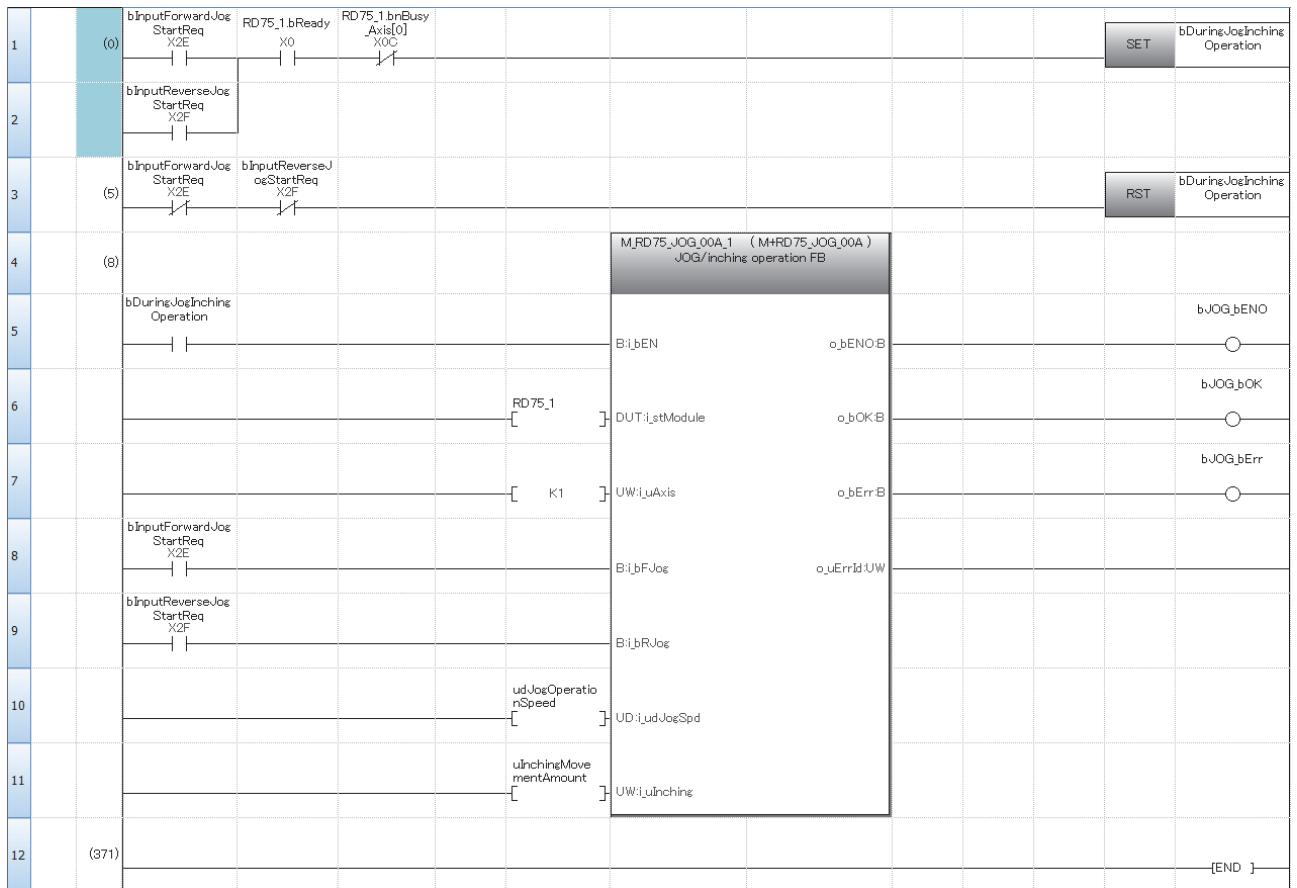 1
(0)
bInputForwardJog
StartReq
X2E
RD75_1.bReady
X0
RD75_1.bnBusy
_Axis[0]
X0C
SET
bDuringJogInching
Operation
2
bInputReverseJog
StartReq
X2F
3
(5)
bInputForwardJog
StartReq
X2E
bInputReverseJ
ogStartReq
X2F
RST
bDuringJogInching
Operation
4
(8)
M_RD75_JOG_00A_1 (M+RD75_JOG_00A)
JOG/inching operation FB
5
bDuringJogInching
Operation
B:i_bEN
o_bENO:B
bJOG_bENO
6
RD75_1
DUT:i_stModule
o_bOK:B
bJOG_bOK
7
K1
UW:i_uAxis
o_bErr:B
bJOG_bErr
8
bInputForwardJog
StartReq
X2E
B:i_bFJog
o_uErrId:UW
9
bInputReverseJog
StartReq
X2F
B:i_bRJog
10
udJogOperatio
nSpeed
UD:i_udJogSpd
11
uInchingMove
mentAmount
UW:i_uInching
12
(371)
[END ]